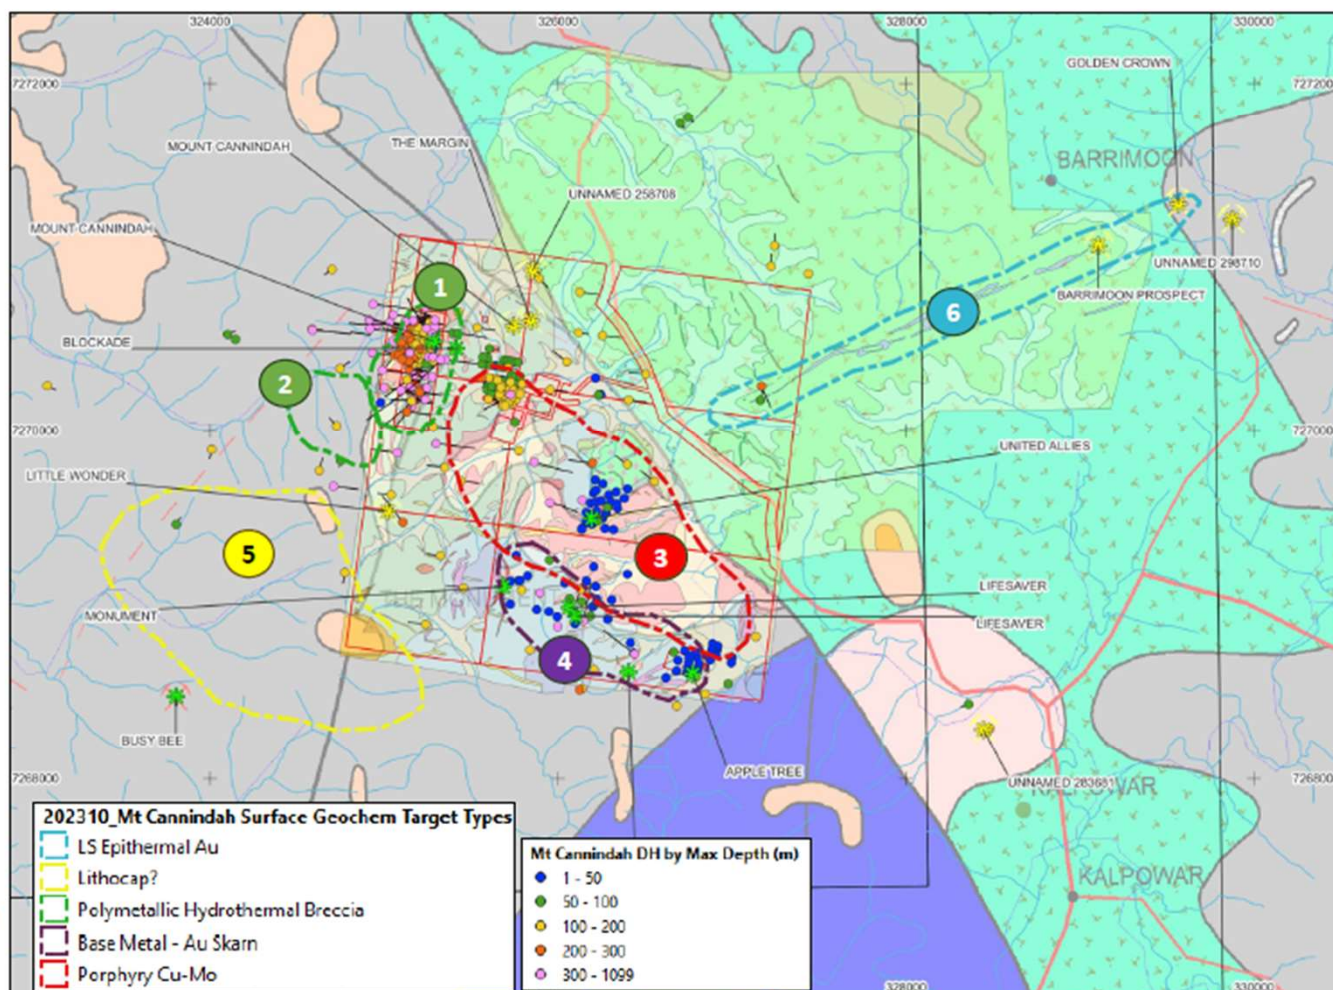 324000
326000
328000
330000
GOLDEN CROWN
7272000
7272000
MOUNT CANNINDAH
THE MARGIN
BARRIMOON
UNNAMED 258708
MOUNT CANNINDAH
UNNAMED 298710
1
BARRIMOON PROSPECT
6
BLOCKADE
2
7270000
7270000
UNITED ALLIES
LITTLE WONDER
5
3
LIFESAVER
MONUMENT
LIFESAVER
4
BUSY BEE
APPLE TREE
7268000
7268000
UNNAMED 283681
KALPOWAR
202310_Mt Cannindah Surface Geochem Target Types
LS Epithermal Au
Lithocap?
Polymetallic Hydrothermal Breccia
Base Metal - Au Skarn
Porphyry Cu-Mo
Mt Cannindah DH by Max Depth (m)
1 - 50
50 - 100
100 - 200
200 - 300
300 - 1099
KALPOWAR
328000
330000